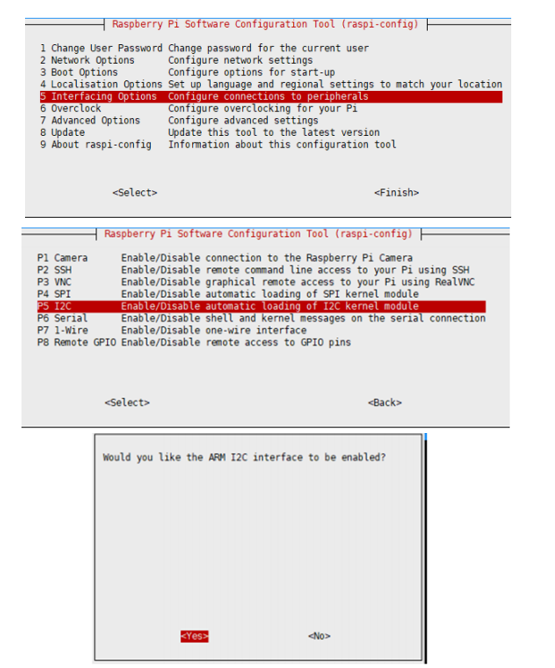 Raspberry Pi Software Configuration Tool (raspi-config)
1 Change User Password Change password for the current user
2 Network Options Configure network settings
3 Boot Options Configure options for start-up
4 Localisation Options Set up language and regional settings to match your location
5 Interfacing Options Configure connections to peripherals
6 Overclock Configure overclocking for your Pi
7 Advanced Options Configure advanced settings
8 Update Update this tool to the latest version
9 About raspi-config Information about this configuration tool
<Select> <Finish>
Raspberry Pi Software Configuration Tool (raspi-config)
P1 Camera Enable/Disable connection to the Raspberry Pi Camera
P2 SSH Enable/Disable remote command line access to your Pi using SSH
P3 VNC Enable/Disable graphical remote access to your Pi using RealVNC
P4 SPI Enable/Disable automatic loading of SPI kernel module
P5 I2C Enable/Disable automatic loading of I2C kernel module
P6 Serial Enable/Disable shell and kernel messages on the serial connection
P7 1-Wire Enable/Disable one-wire interface
P8 Remote GPIO Enable/Disable remote access to GPIO pins
<Select> <Back>
Would you like the ARM I2C interface to be enabled?
<Yes> <No>